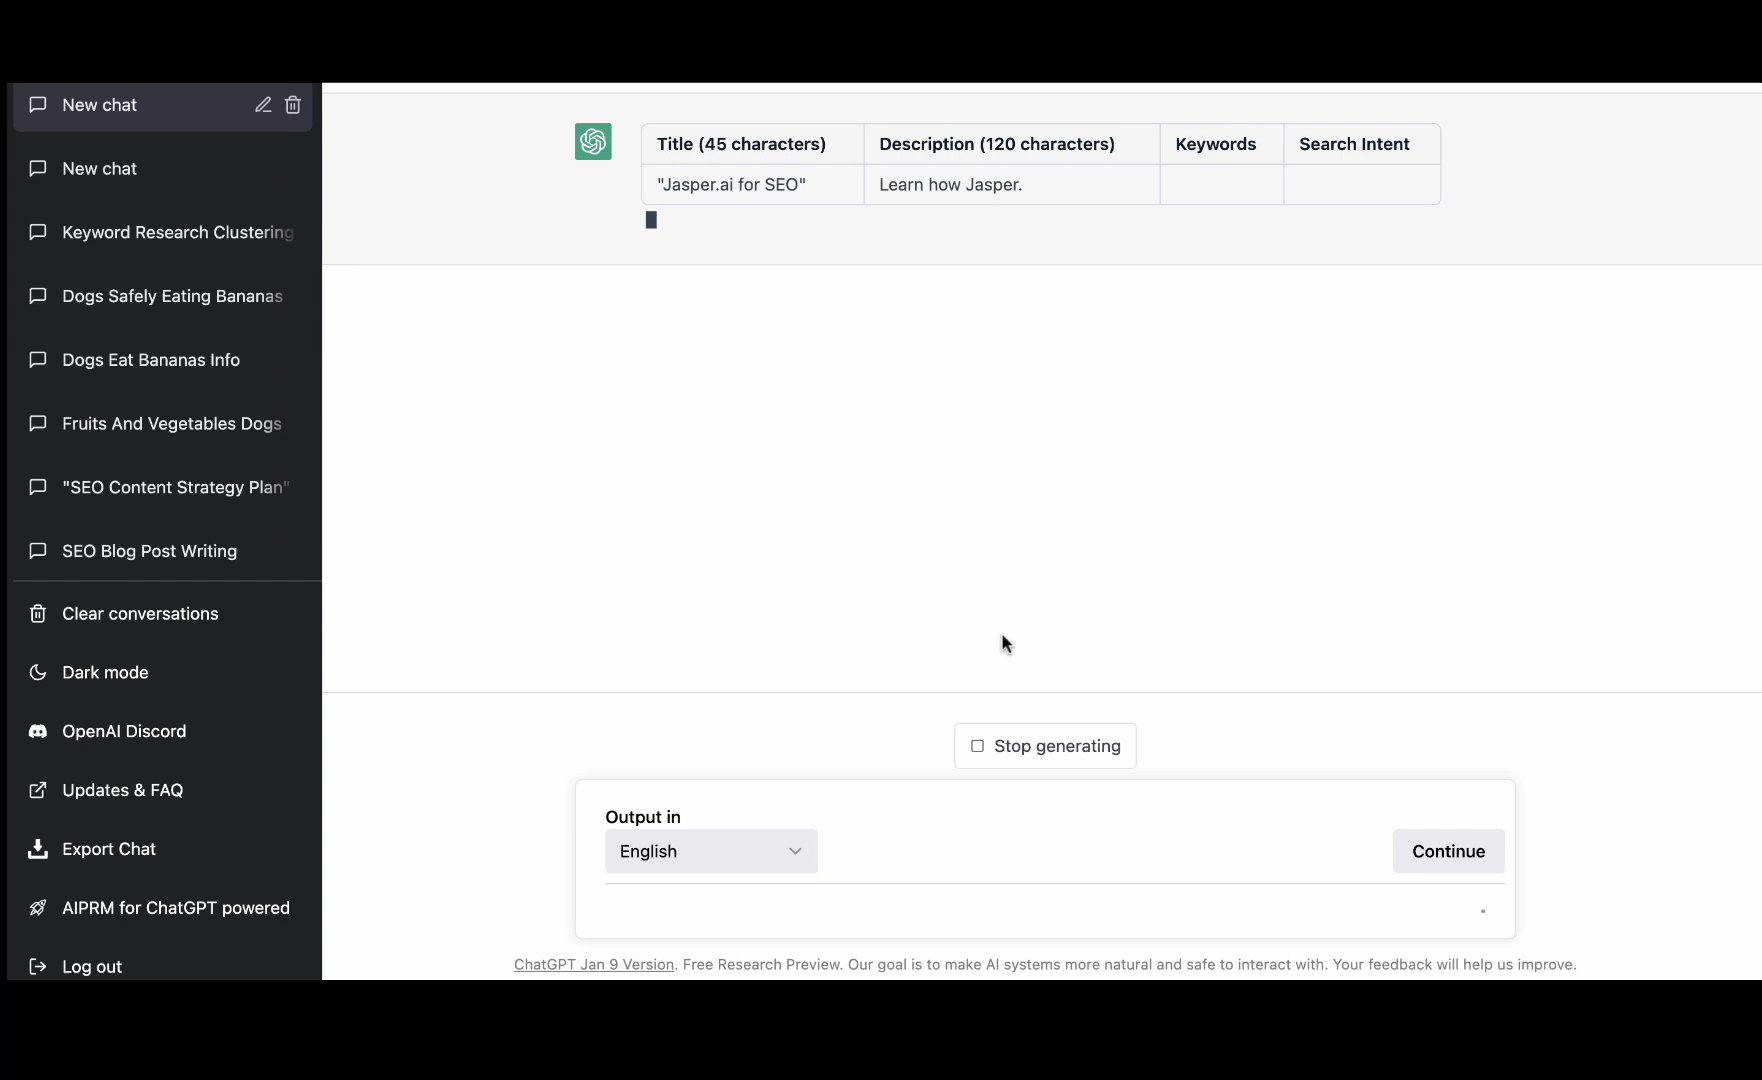 New chat
New chat
Keyword Research Clustering
Dogs Safely Eating Bananas
Dogs Eat Bananas Info
Fruits And Vegetables Dogs
"SEO Content Strategy Plan"
SEO Blog Post Writing
Clear conversations
Dark mode
OpenAI Discord
Updates & FAQ
Export Chat
AIPRM for ChatGPT powered
Log out
Title (45 characters) Description (120 characters) Keywords Search Intent
"Jasper.ai for SEO" Learn how Jasper.
Stop generating
Output in
English Continue
ChatGPT Jan 9 Version. Free Research Preview. Our goal is to make AI systems more natural and safe to interact with. Your feedback will help us improve.